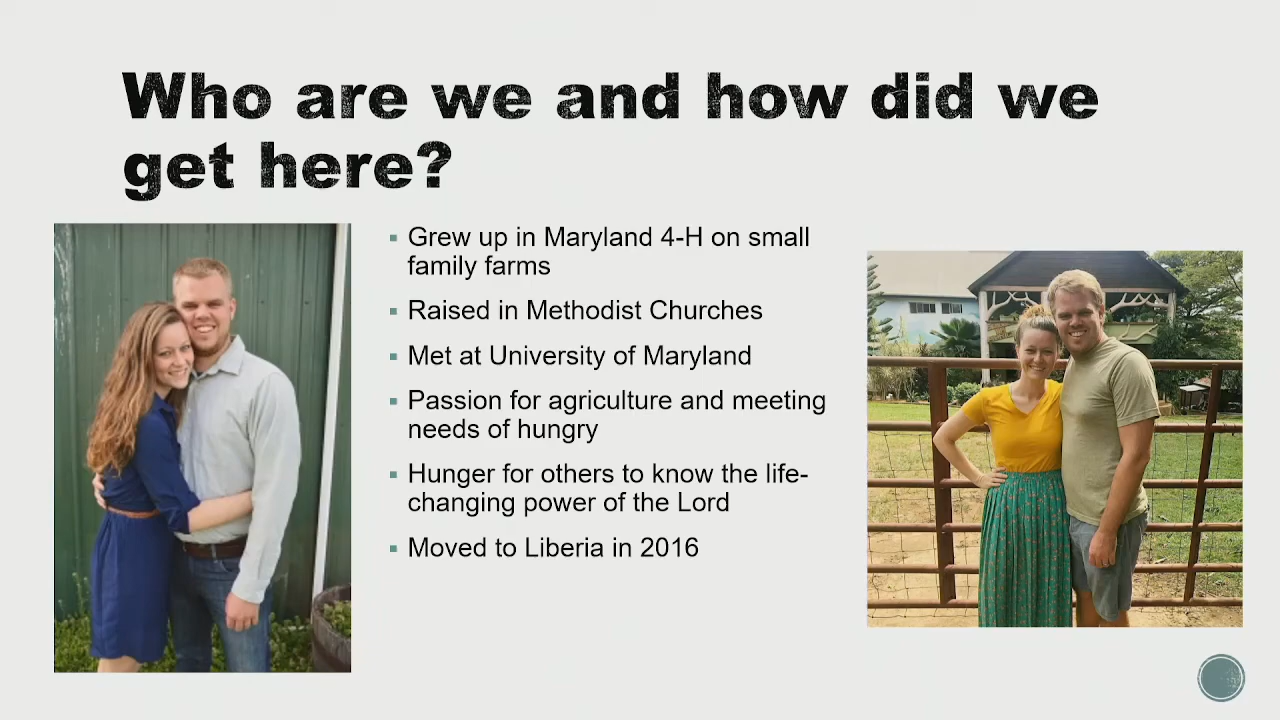 Who are we and how did we
get here?
Grew up in Maryland 4-H on small
family farms
Raised in Methodist Churches
Met at University of Maryland
Passion for agriculture and meeting
needs of hungry
Hunger for others to know the life-
changing power of the Lord
Moved to Liberia in 2016